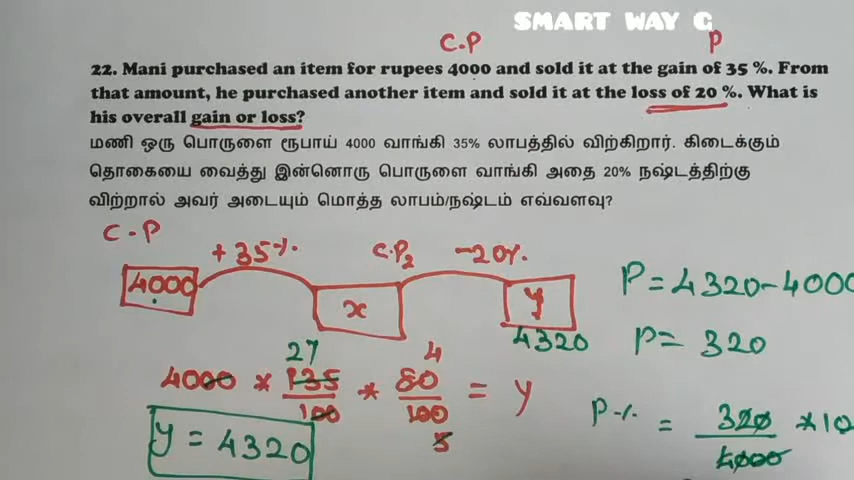 SMART WAY G
C.P P
22. Mani purchased an item for rupees 4000 and sold it at the gain of 35 %. From
that amount, he purchased another item and sold it at the loss of 20 %. What is
his overall gain or loss?
மணி ஒரு பொருளை ரூபாய் 4000 வாங்கி 35% லாபத்தில் விற்கிறார். கிடைக்கும்
தொகையை வைத்து இன்னொரு பொருளை வாங்கி அதை 20% நஷ்டத்திற்கு
விற்றால் அவர் அடையும் மொத்த லாபம்/நஷ்டம் எவ்வளவு?
C.P
+35% C.P2 -20%
4000 x y
4320
P=4320-4000
P= 320
27 4
4000 * 135/100 * 80/100 = y
5
y = 4320
P% = 320/4000 *10